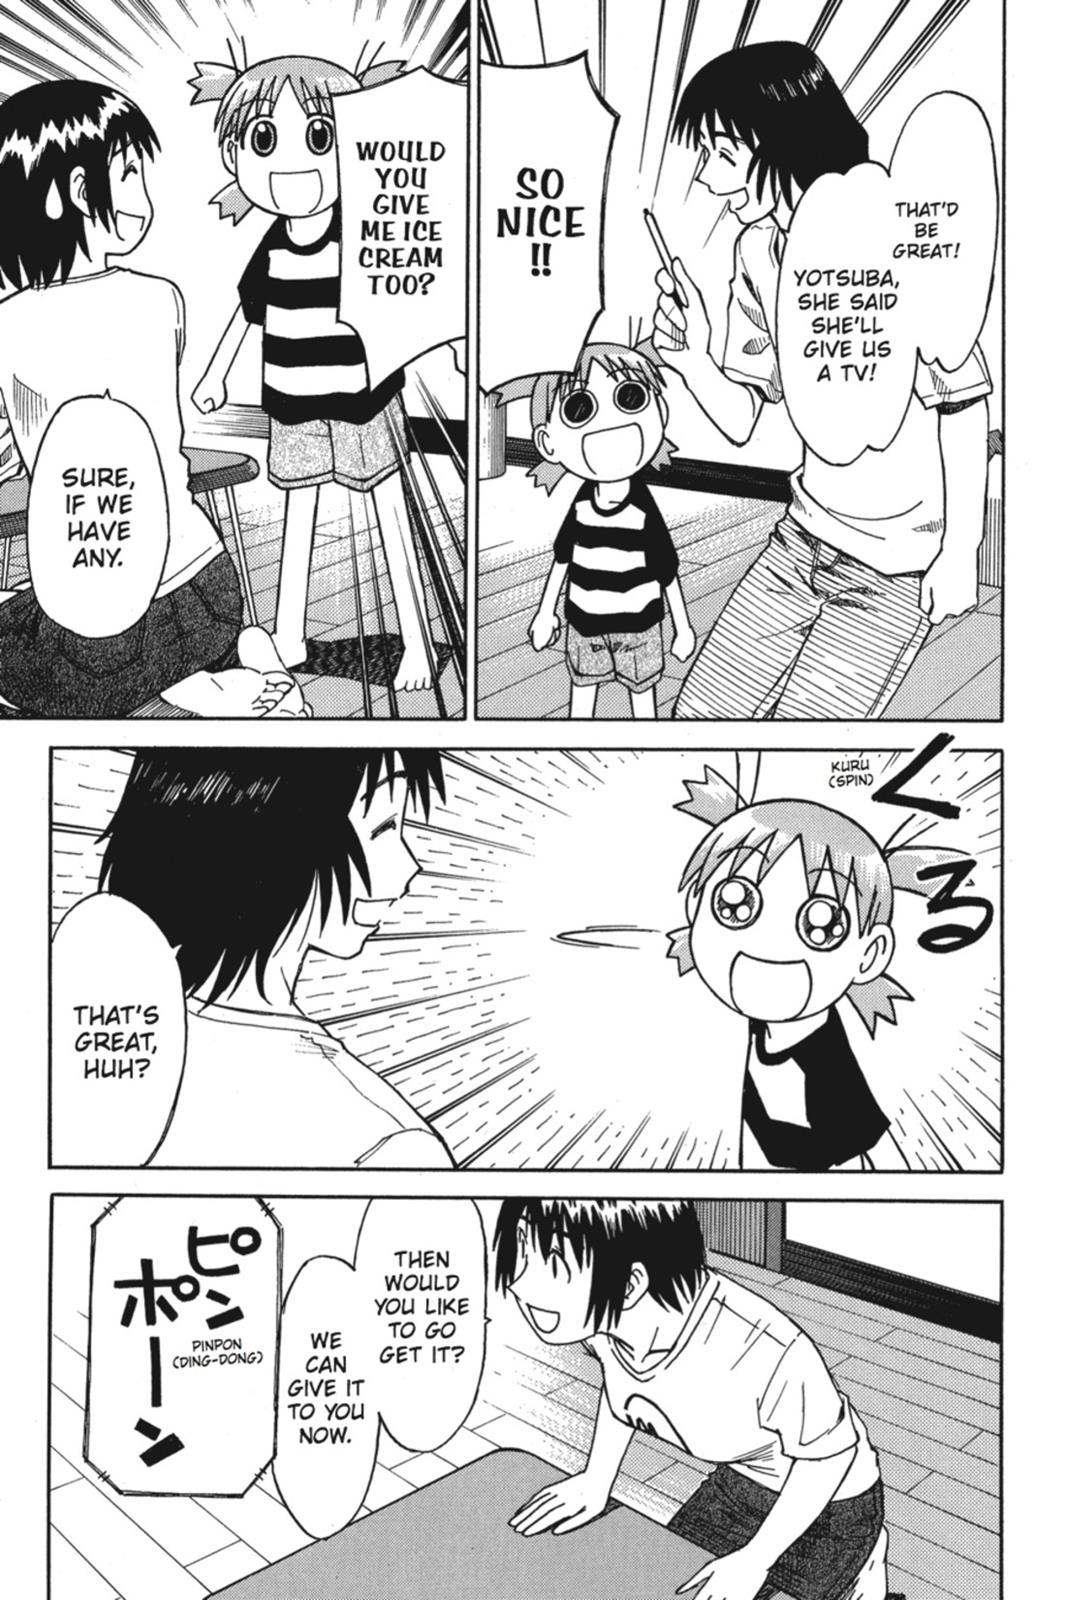 THAT'D
BE
GREAT!
YOTSUBA,
SHE SAID
SHE'LL
GIVE US
A TV!
SO
NICE
!!
WOULD
YOU
GIVE
ME ICE
CREAM
TOO?
SURE,
IF WE
HAVE
ANY.
くる
KURU
(SPIN)
THAT'S
GREAT,
HUH?
THEN
WOULD
YOU LIKE
TO GO
GET IT?
WE
CAN
GIVE IT
TO YOU
NOW.
ピン
ポーン
PINPON
(DING-DONG)